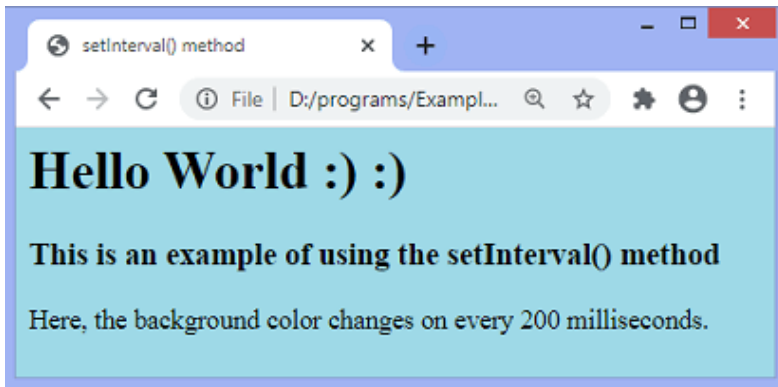 setInterval() method
File | D:/programs/Exampl...
Hello World :) :)
This is an example of using the setInterval() method
Here, the background color changes on every 200 milliseconds.